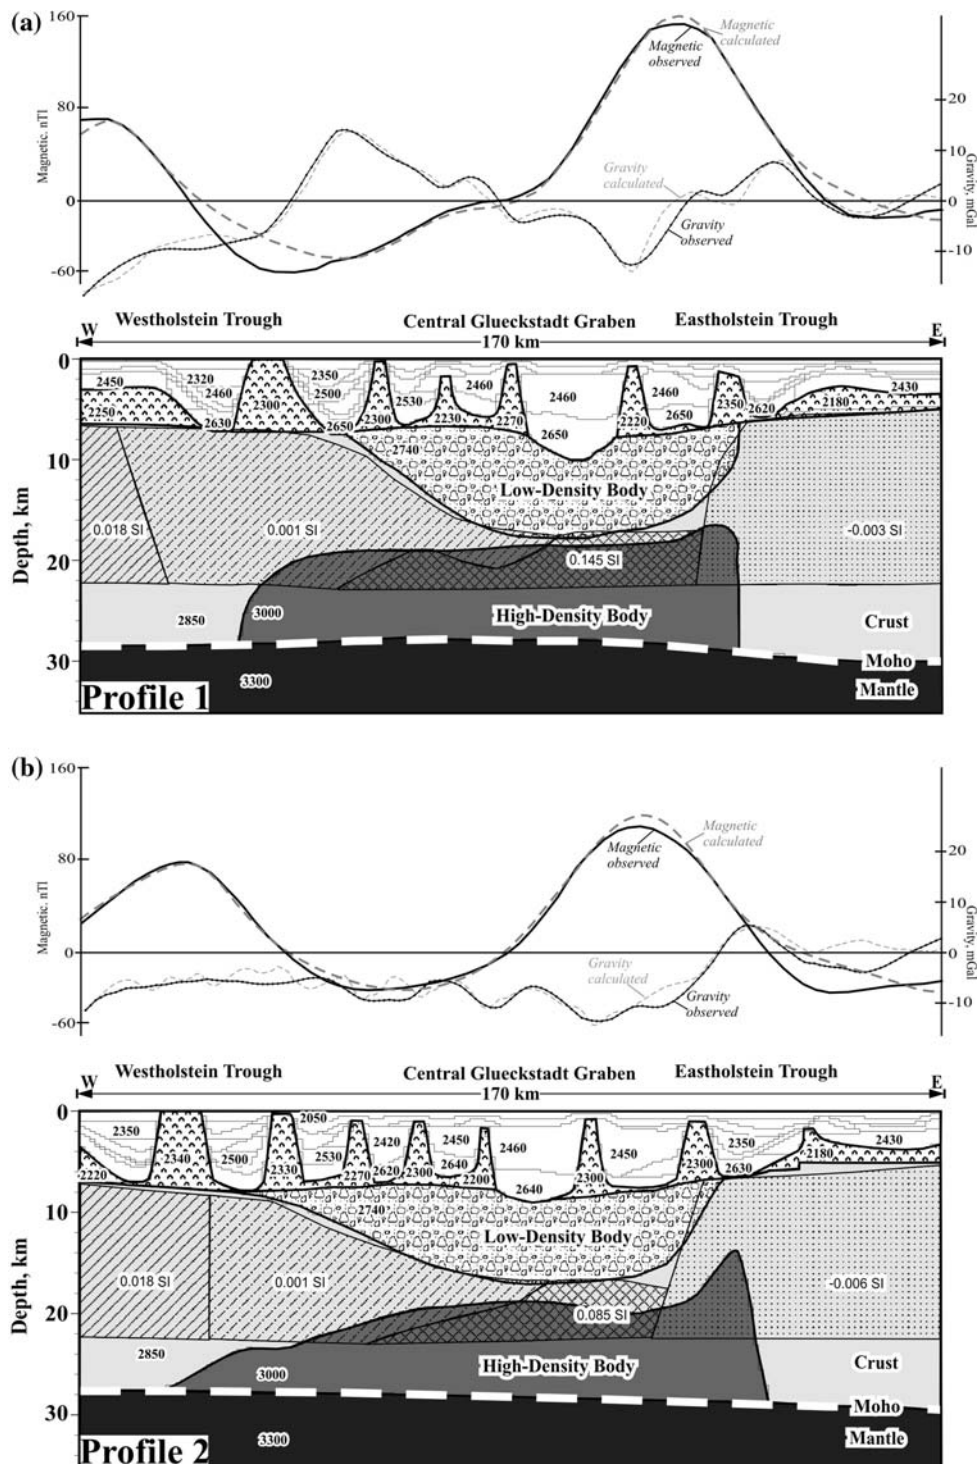 (a)
160
80
0
-60
Magnetic. nTl
Magnetic
observed
Magnetic
calculated
Gravity
calculated
Gravity
observed
20
10
0
-10
Gravity, mGal
Westholstein Trough
Central Glueckstadt Graben
Eastholstein Trough
W
170 km
E
0
10
20
30
Depth, km
2450
2320
2350
2460
2430
2460
2500
2530
2460
2460
2250
2300
2300
2230
2270
2220
2650
2350
2620
2180
2630
2650
2650
2740
Low-Density Body
0.018 SI
0.001 SI
-0.003 SI
0.145 SI
2850
3000
High-Density Body
Crust
Moho
3300
Mantle
Profile 1
(b)
160
80
0
-60
Magnetic. nTl
Magnetic
observed
Magnetic
calculated
Gravity
calculated
Gravity
observed
20
10
0
-10
Gravity, mGal
Westholstein Trough
Central Glueckstadt Graben
Eastholstein Trough
W
170 km
E
0
10
20
30
Depth, km
2050
2350
2420
2450
2460
2350
2430
2340
2500
2530
2640
2450
2180
2220
2330
2270
2620
2300
2200
2640
2300
2300
2630
2740
Low-Density Body
0.018 SI
0.001 SI
-0.006 SI
0.085 SI
2850
3000
High-Density Body
Crust
Moho
3300
Mantle
Profile 2